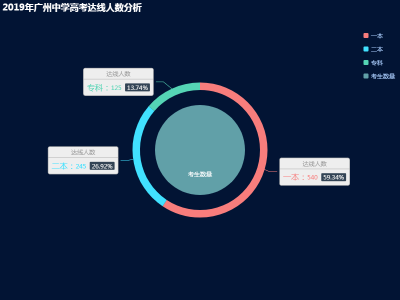 2019年广州中学高考达线人数分析
一本
二本
专科
考生数量
达线人数
专科：125 13.74%
达线人数
二本：245 26.92%
考生数量
达线人数
一本：540 59.34%